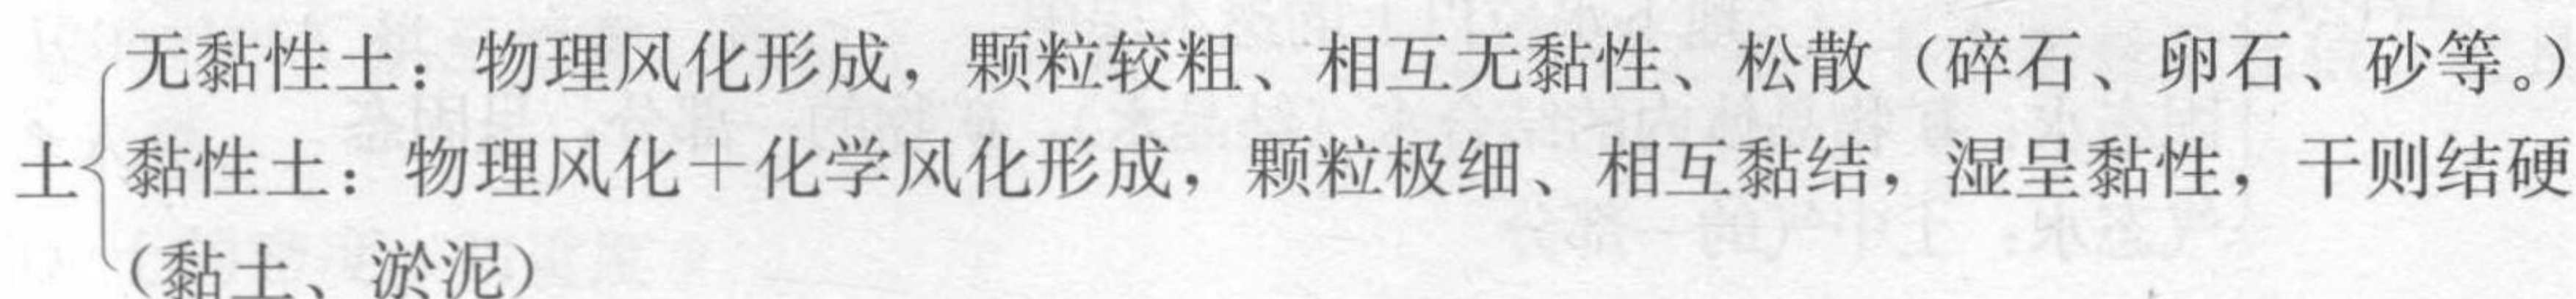 无黏性土：物理风化形成，颗粒较粗、相互无黏性、松散（碎石、卵石、砂等。）
土
黏性土：物理风化＋化学风化形成，颗粒极细、相互黏结，湿呈黏性，干则结硬
（黏土、淤泥）